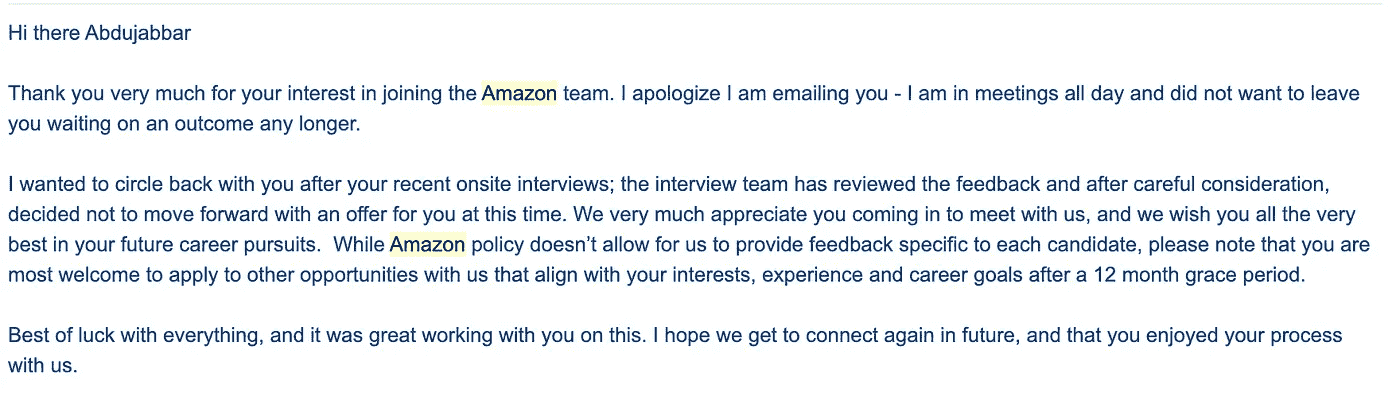 Hi there Abdujabbar
Thank you very much for your interest in joining the Amazon team. I apologize I am emailing you - I am in meetings all day and did not want to leave
you waiting on an outcome any longer.
I wanted to circle back with you after your recent onsite interviews; the interview team has reviewed the feedback and after careful consideration,
decided not to move forward with an offer for you at this time. We very much appreciate you coming in to meet with us, and we wish you all the very
best in your future career pursuits.  While Amazon policy doesn’t allow for us to provide feedback specific to each candidate, please note that you are
most welcome to apply to other opportunities with us that align with your interests, experience and career goals after a 12 month grace period.
Best of luck with everything, and it was great working with you on this. I hope we get to connect again in future, and that you enjoyed your process
with us.